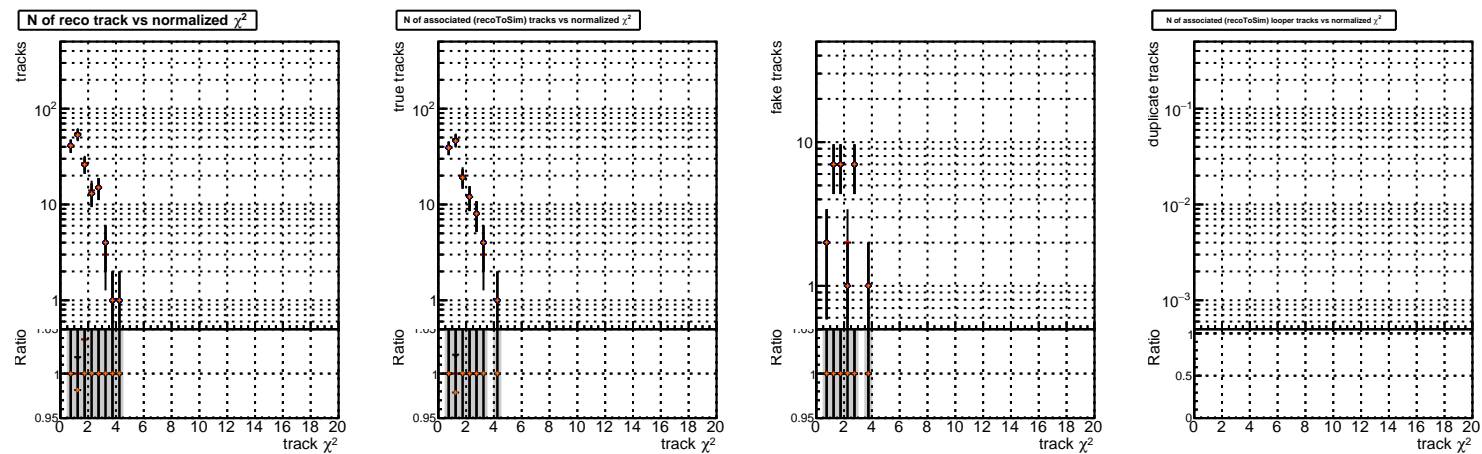 N of reco track vs normalized χ²
tracks
10²
10
1
Ratio
1.05
1
0.95
0 2 4 6 8 10 12 14 16 18 20
track χ²
N of associated (recoToSim) tracks vs normalized χ²
true tracks
10²
10
1
Ratio
1.05
1
0.95
0 2 4 6 8 10 12 14 16 18 20
track χ²
fake tracks
10
1
Ratio
1.05
1
0.95
0 2 4 6 8 10 12 14 16 18 20
track χ²
N of associated (recoToSim) looper tracks vs normalized χ²
duplicate tracks
10⁻¹
10⁻²
10⁻³
Ratio
1
0.5
0
0 2 4 6 8 10 12 14 16 18 20
track χ²